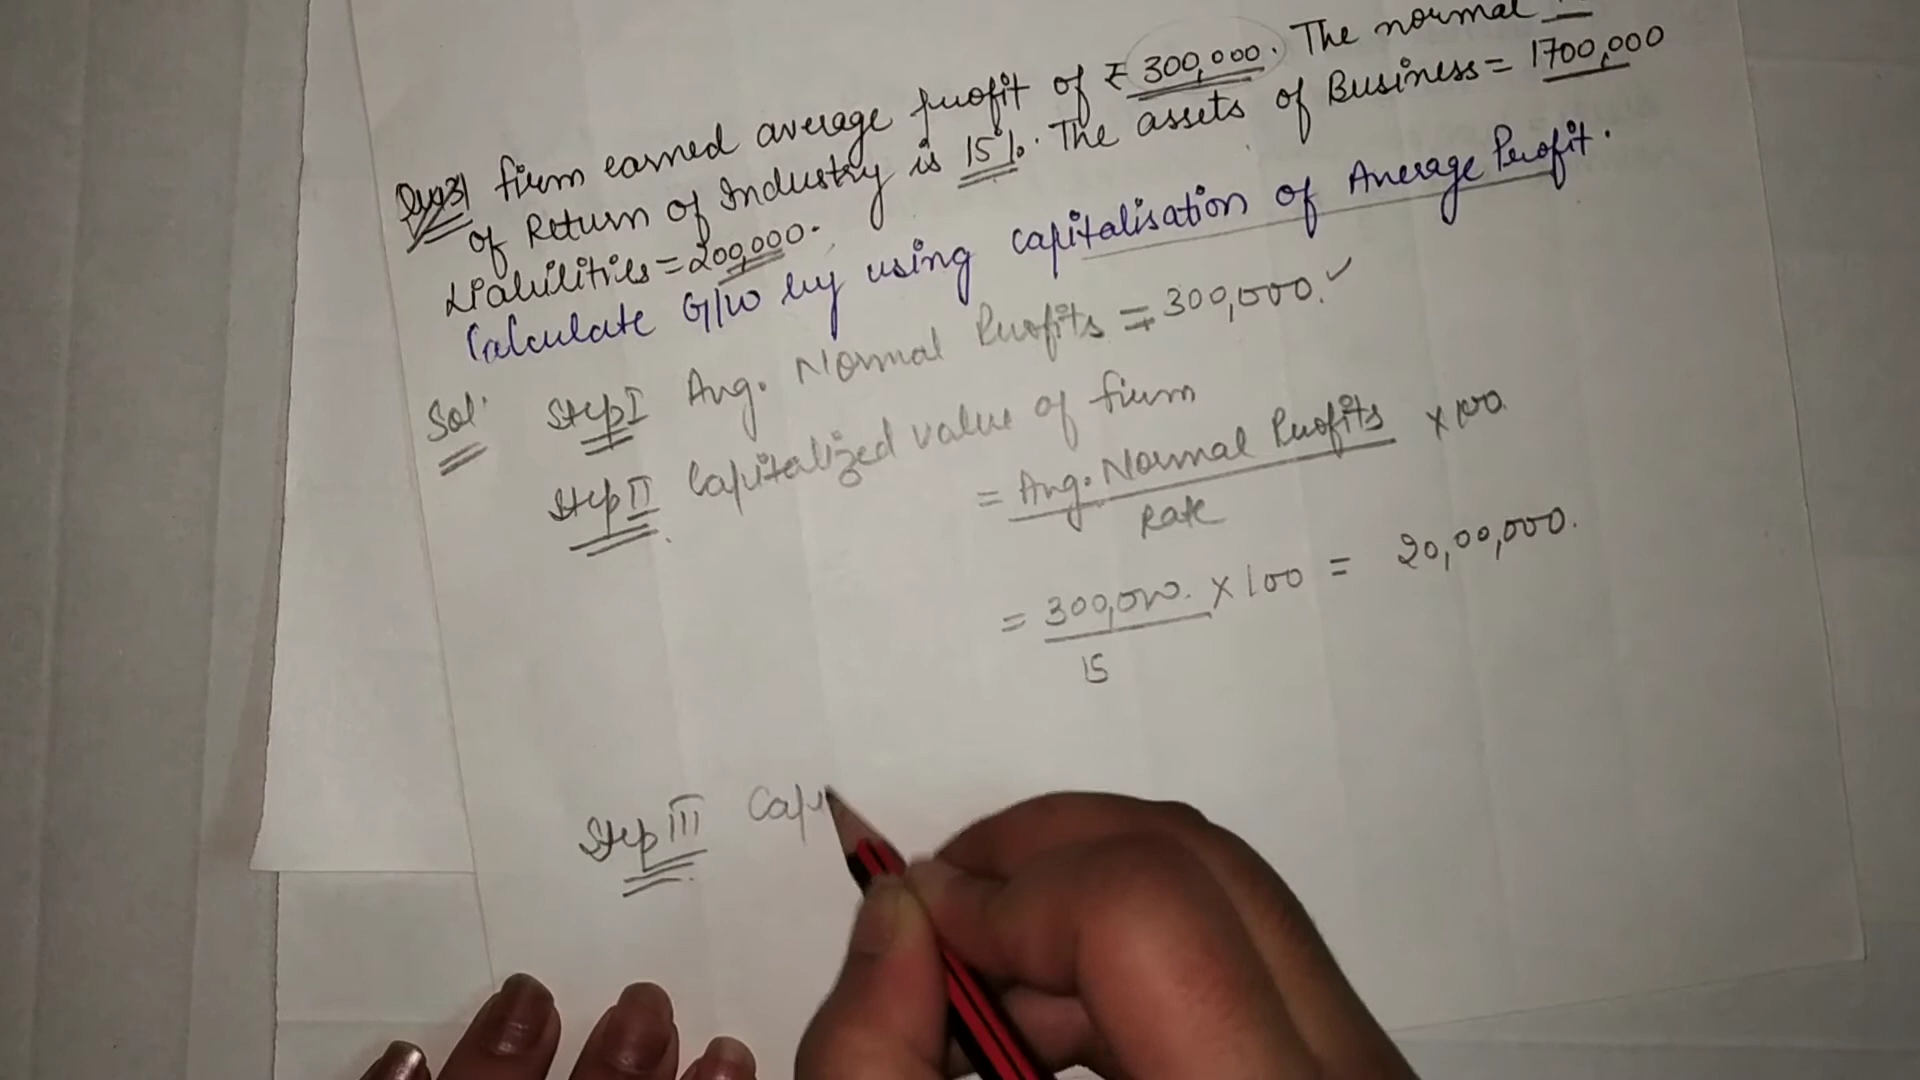 Ques3) firm earned average profit of ₹ 300,000. The normal
of Return of Industry is 15%. The assets of Business = 1700,000
Liabilities = 200,000.
Calculate G/W by using capitalisation of Average Profit.
Sol. Step I Avg. Normal Profits = 300,000. ✓
Step II Capitalized value of firm
= Avg. Normal Profits × 100
Rate
= 300,000. × 100 = 20,00,000.
15
Step III Cap